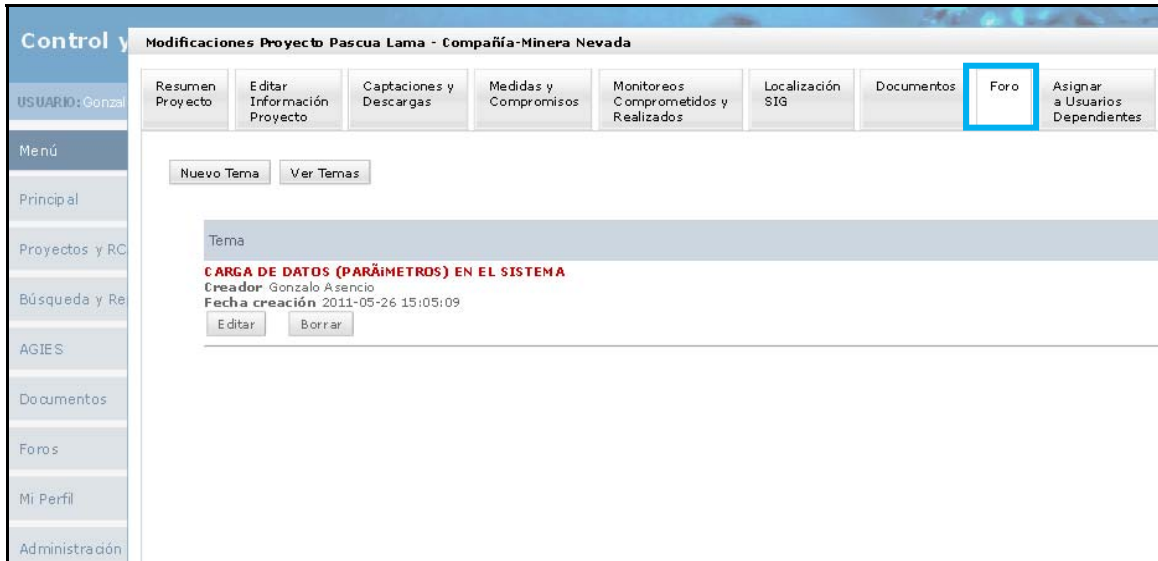 Control y
Modificaciones Proyecto Pascua Lama - Compañía-Minera Nevada
USUARIO: Gonzal
Resumen
Proyecto
Editar
Información
Proyecto
Captaciones y
Descargas
Medidas y
Compromisos
Monitoreos
Comprometidos y
Realizados
Localización
SIG
Documentos
Foro
Asignar
a Usuarios
Dependientes
Menú
Principal
Proyectos y RC
Búsqueda y Re
AGIES
Documentos
Foros
Mi Perfil
Administración
Nuevo Tema
Ver Temas
Tema
CARGA DE DATOS (PARÃiMETROS) EN EL SISTEMA
Creador Gonzalo Asencio
Fecha creación 2011-05-26 15:05:09
Editar
Borrar